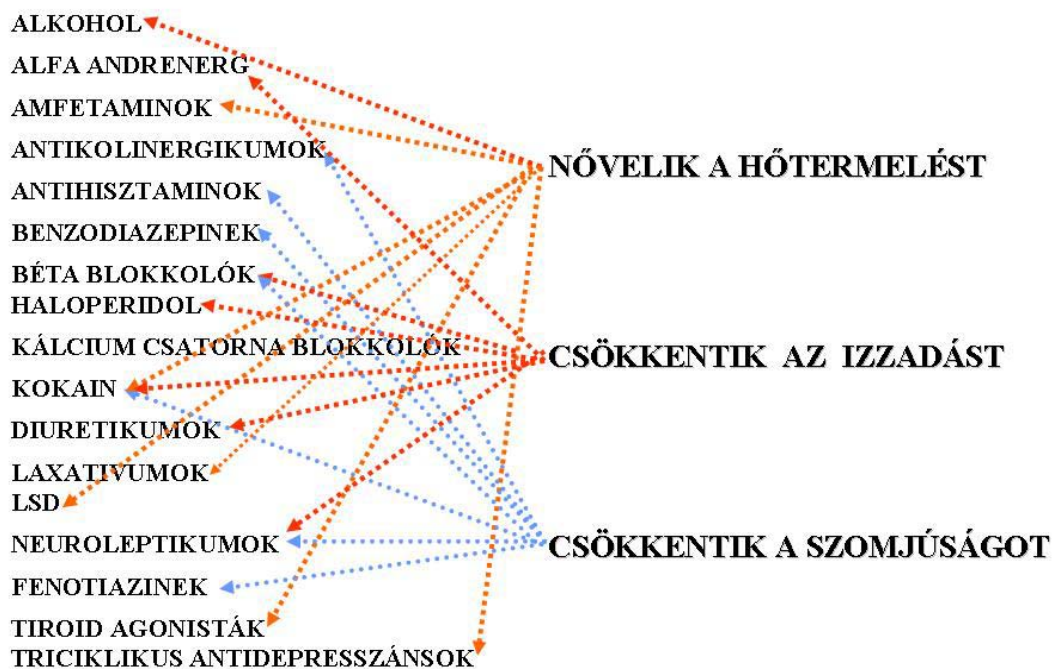 ALKOHOL
ALFA ANDRENERG
AMFETAMINOK
ANTIKOLINERGIKUMOK
ANTIHISZTAMINOK
BENZODIAZEPINEK
BÉTA BLOKKOLÓK
HALOPERIDOL
KÁLCIUM CSATORNA BLOKKOLÓK
KOKAIN
DIURETIKUMOK
LAXATIVUMOK
LSD
NEUROLEPTIKUMOK
FENOTIAZINEK
TIROID AGONISTÁK
TRICIKLIKUS ANTIDEPRESSZÁNSOK
NŐVELIK A HŐTERMELÉST
CSÖKKENTIK AZ IZZADÁST
CSÖKKENTIK A SZOMJÚSÁGOT